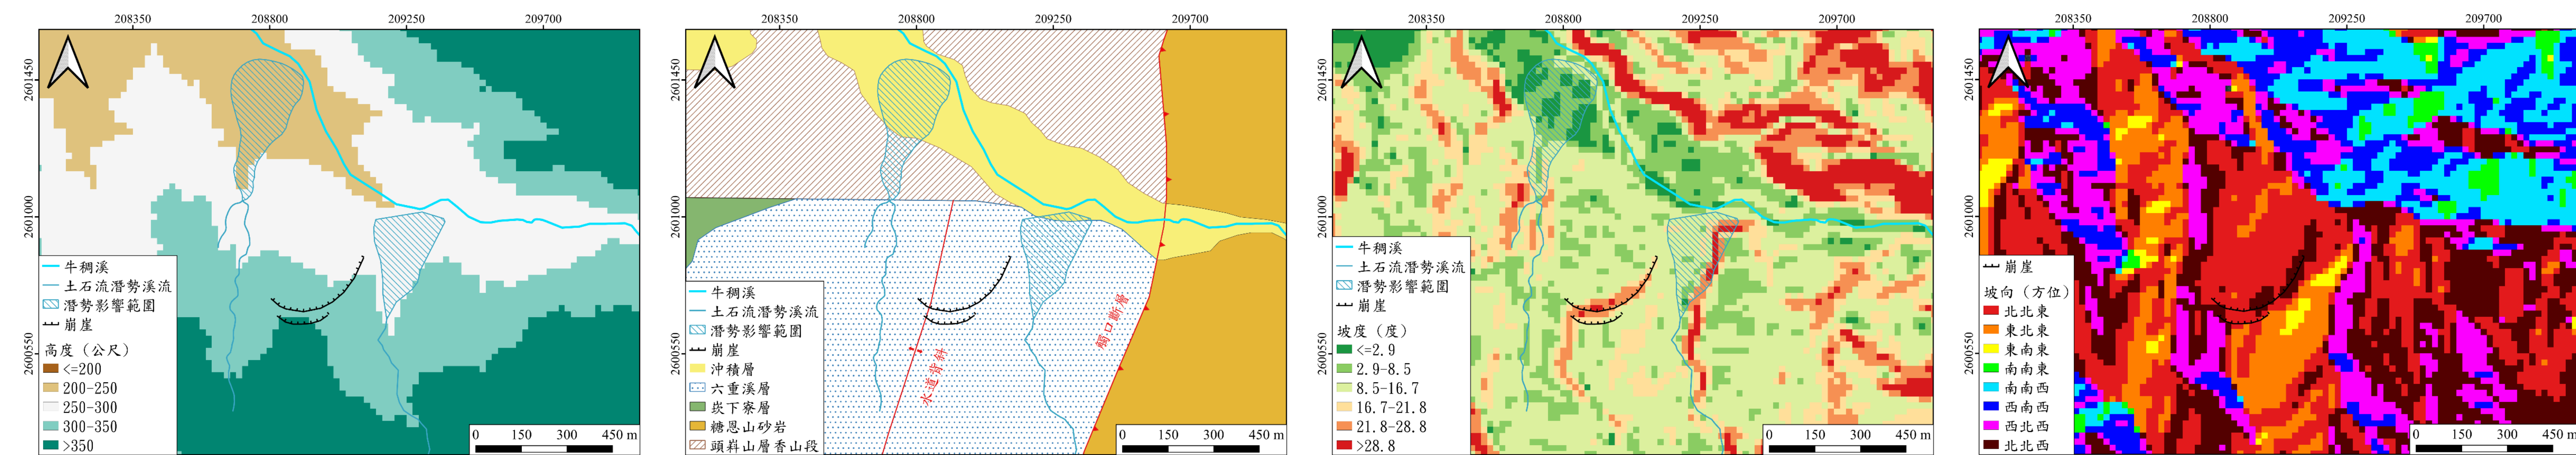 208350 208800 209250 209700
2601450
2601000
2600550
牛稠溪
土石流潛勢溪流
潛勢影響範圍
崩崖
高度（公尺）
<=200
200-250
250-300
300-350
>350
0 150 300 450 m
208350 208800 209250 209700
2601450
2601000
2600550
水道背斜
觸口斷層
牛稠溪
土石流潛勢溪流
潛勢影響範圍
崩崖
沖積層
六重溪層
崁下寮層
糖恩山砂岩
頭嵙山層香山段
0 150 300 450 m
208350 208800 209250 209700
2601450
2601000
2600550
牛稠溪
土石流潛勢溪流
潛勢影響範圍
崩崖
坡度（度）
<=2.9
2.9-8.5
8.5-16.7
16.7-21.8
21.8-28.8
>28.8
0 150 300 450 m
208350 208800 209250 209700
2601450
2601000
2600550
崩崖
坡向（方位）
北北東
東北東
東南東
南南東
南南西
西南西
西北西
北北西
0 150 300 450 m